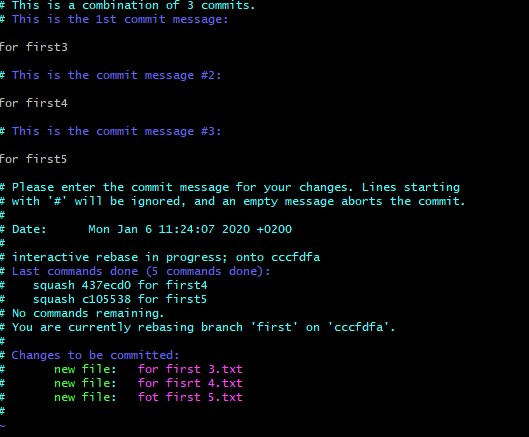 # This is a combination of 3 commits.
# This is the 1st commit message:
for first3
# This is the commit message #2:
for first4
# This is the commit message #3:
for first5
# Please enter the commit message for your changes. Lines starting
# with '#' will be ignored, and an empty message aborts the commit.
#
# Date:      Mon Jan 6 11:24:07 2020 +0200
#
# interactive rebase in progress; onto cccfdfa
# Last commands done (5 commands done):
#    squash 437ecd0 for first4
#    squash c105538 for first5
# No commands remaining.
# You are currently rebasing branch 'first' on 'cccfdfa'.
#
# Changes to be committed:
#       new file:   for first 3.txt
#       new file:   for fisrt 4.txt
#       new file:   fot first 5.txt
#
~